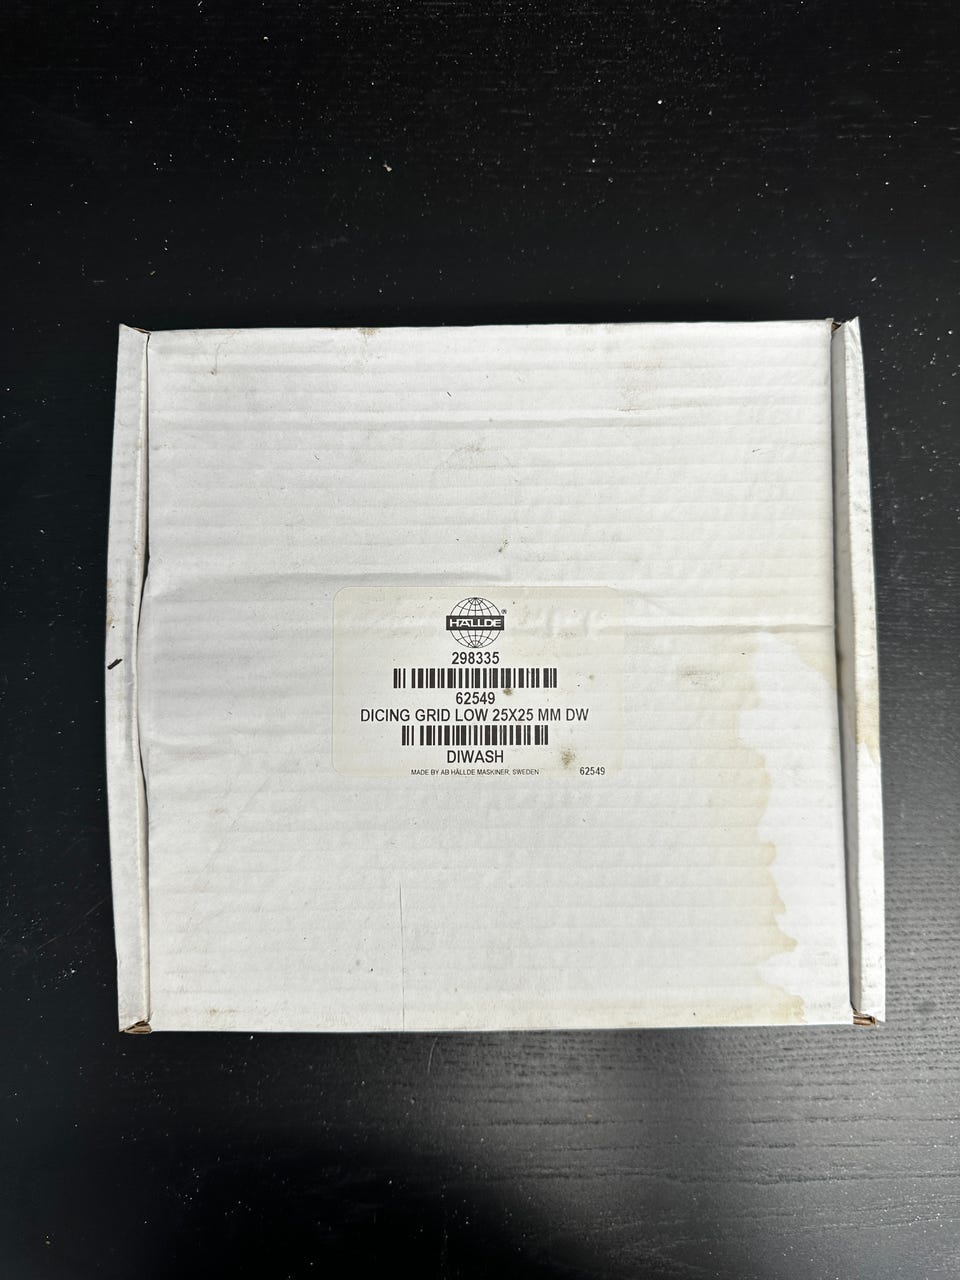 HÄLLDE®
298335
62549
DICING GRID LOW 25X25 MM DW
DIWASH
MADE BY AB HÄLLDE MASKINER, SWEDEN 62549